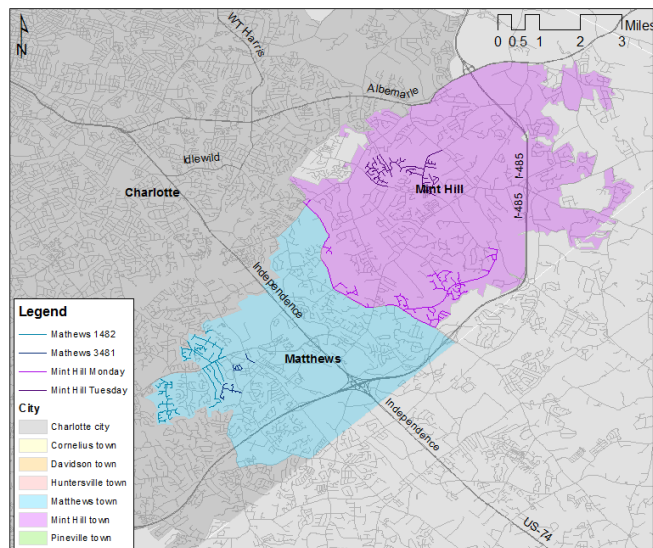 N
Miles
0 0.5 1 2 3
WT Harris
Albemarle
Idlewild
Charlotte
Mint Hill
I-485
I-485
Independence
Matthews
Independence
US-74
Legend
Mathews 1482
Mathews 3481
Mint Hill Monday
Mint Hill Tuesday
City
Charlotte city
Cornelius town
Davidson town
Huntersville town
Matthews town
Mint Hill town
Pineville town